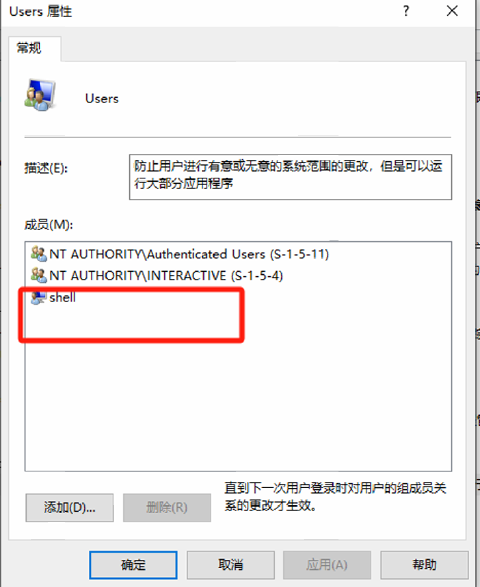 Users 属性
常规
Users
描述(E):
防止用户进行有意或无意的系统范围的更改，但是可以运
行大部分应用程序
成员(M):
NT AUTHORITY\Authenticated Users (S-1-5-11)
NT AUTHORITY\INTERACTIVE (S-1-5-4)
shell
添加(D)...
删除(R)
直到下一次用户登录时对用户的组成员关
系的更改才生效。
确定
取消
应用(A)
帮助